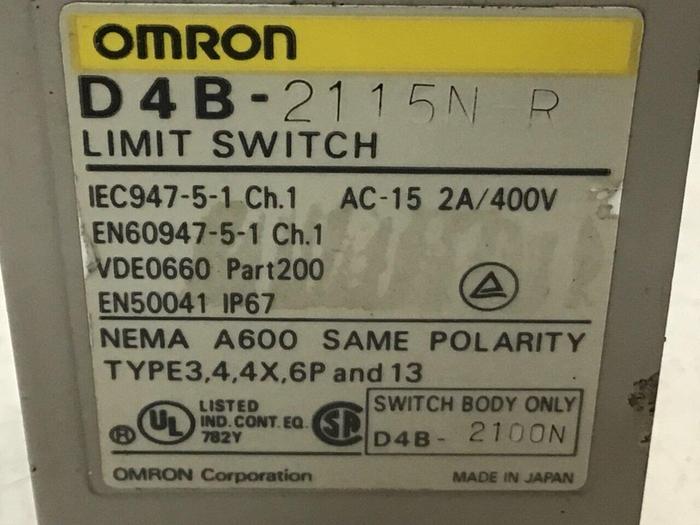 OMRON
D4B-2115N R
LIMIT SWITCH
IEC947-5-1 Ch.1 AC-15 2A/400V
EN60947-5-1 Ch.1
VDE0660 Part200
EN50041 IP67
NEMA A600 SAME POLARITY
TYPE3,4,4X,6P and 13
® UL LISTED
IND.CONT.EQ.
782Y
SA
SWITCH BODY ONLY
D4B-2100N
OMRON Corporation MADE IN JAPAN